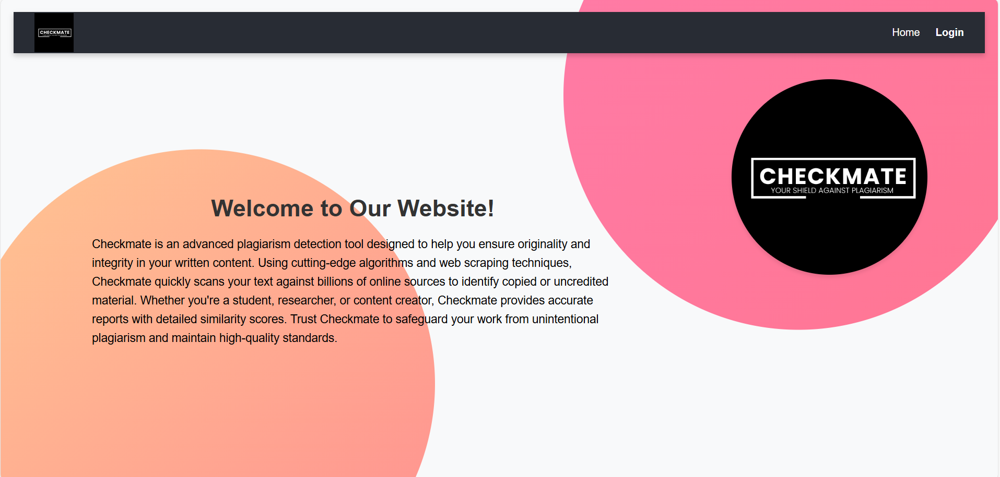 CHECKMATE
Home Login
CHECKMATE
YOUR SHIELD AGAINST PLAGIARISM
Welcome to Our Website!
Checkmate is an advanced plagiarism detection tool designed to help you ensure originality and
integrity in your written content. Using cutting-edge algorithms and web scraping techniques,
Checkmate quickly scans your text against billions of online sources to identify copied or uncredited
material. Whether you're a student, researcher, or content creator, Checkmate provides accurate
reports with detailed similarity scores. Trust Checkmate to safeguard your work from unintentional
plagiarism and maintain high-quality standards.